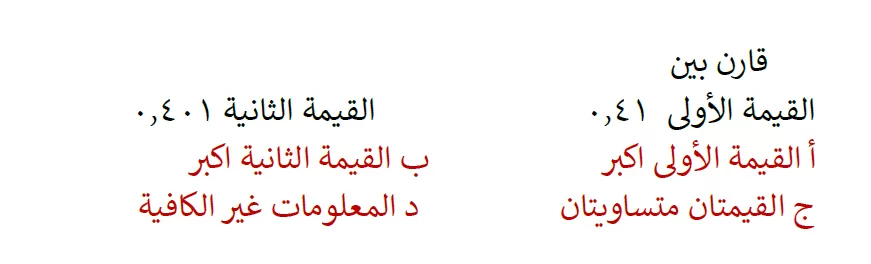 قارن بين
القيمة الأولى ٠,٤١ القيمة الثانية ٠,٤٠١
أ القيمة الأولى اكبر ب القيمة الثانية اكبر
ج القيمتان متساويتان د المعلومات غير الكافية